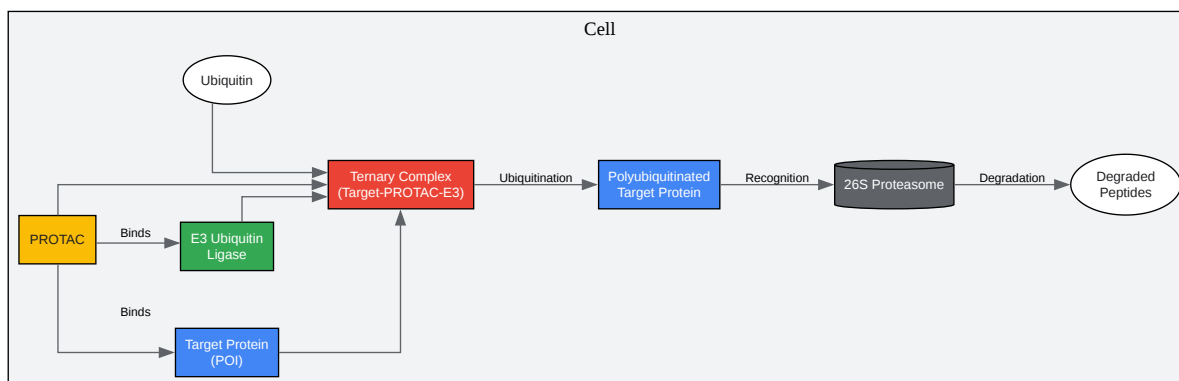 Cell
Ubiquitin
Ternary Complex
(Target-PROTAC-E3)
Ubiquitination
Polyubiquitinated
Target Protein
Recognition
26S Proteasome
Degradation
Degraded
Peptides
PROTAC
Binds
E3 Ubiquitin
Ligase
Binds
Target Protein
(POI)